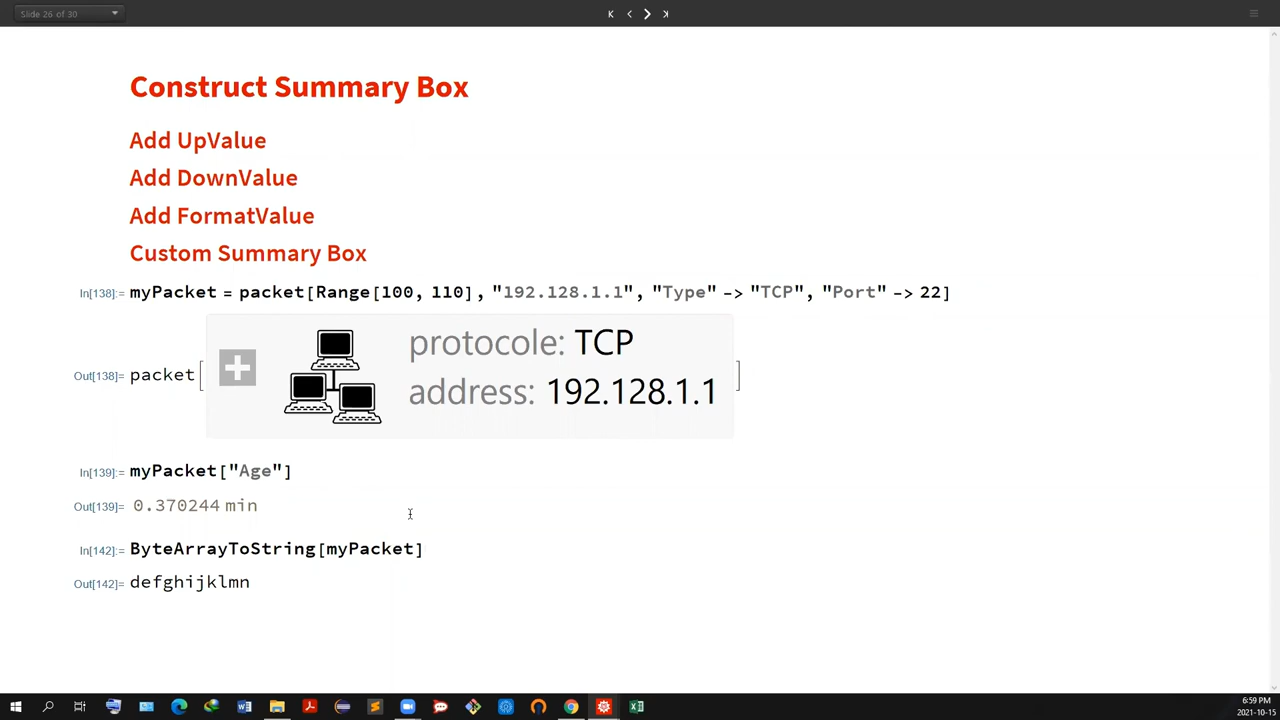 Slide 26 of 30
Construct Summary Box
Add UpValue
Add DownValue
Add FormatValue
Custom Summary Box
In[138]:= myPacket = packet[Range[100, 110], "192.128.1.1", "Type" -> "TCP", "Port" -> 22]
protocole: TCP
Out[138]= packet[ ]
address: 192.128.1.1
In[139]:= myPacket["Age"]
Out[139]= 0.370244 min
In[142]:= ByteArrayToString[myPacket]
Out[142]= defghijklmn
6:59 PM
2021-10-15